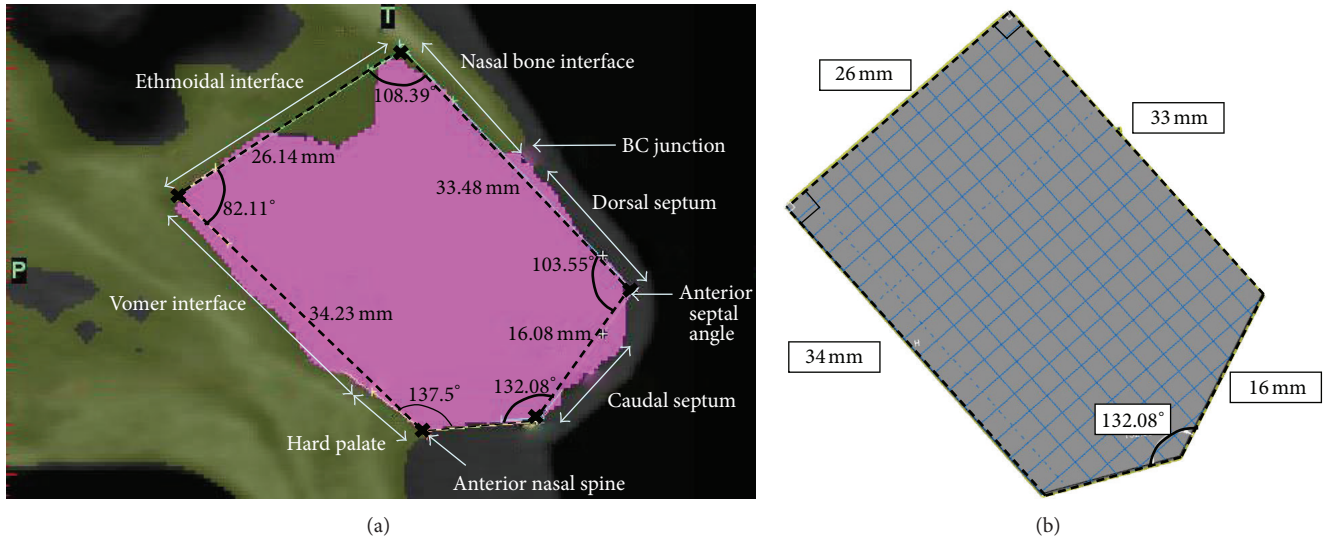 T
Nasal bone interface
Ethmoidal interface
108.39°
BC junction
26.14 mm
33.48 mm
Dorsal septum
82.11°
P
103.55°
Vomer interface
34.23 mm
Anterior
septal
angle
16.08 mm
137.5°
132.08°
Caudal septum
Hard palate
Anterior nasal spine
(a)
26 mm
33 mm
H
34 mm
16 mm
132.08°
(b)